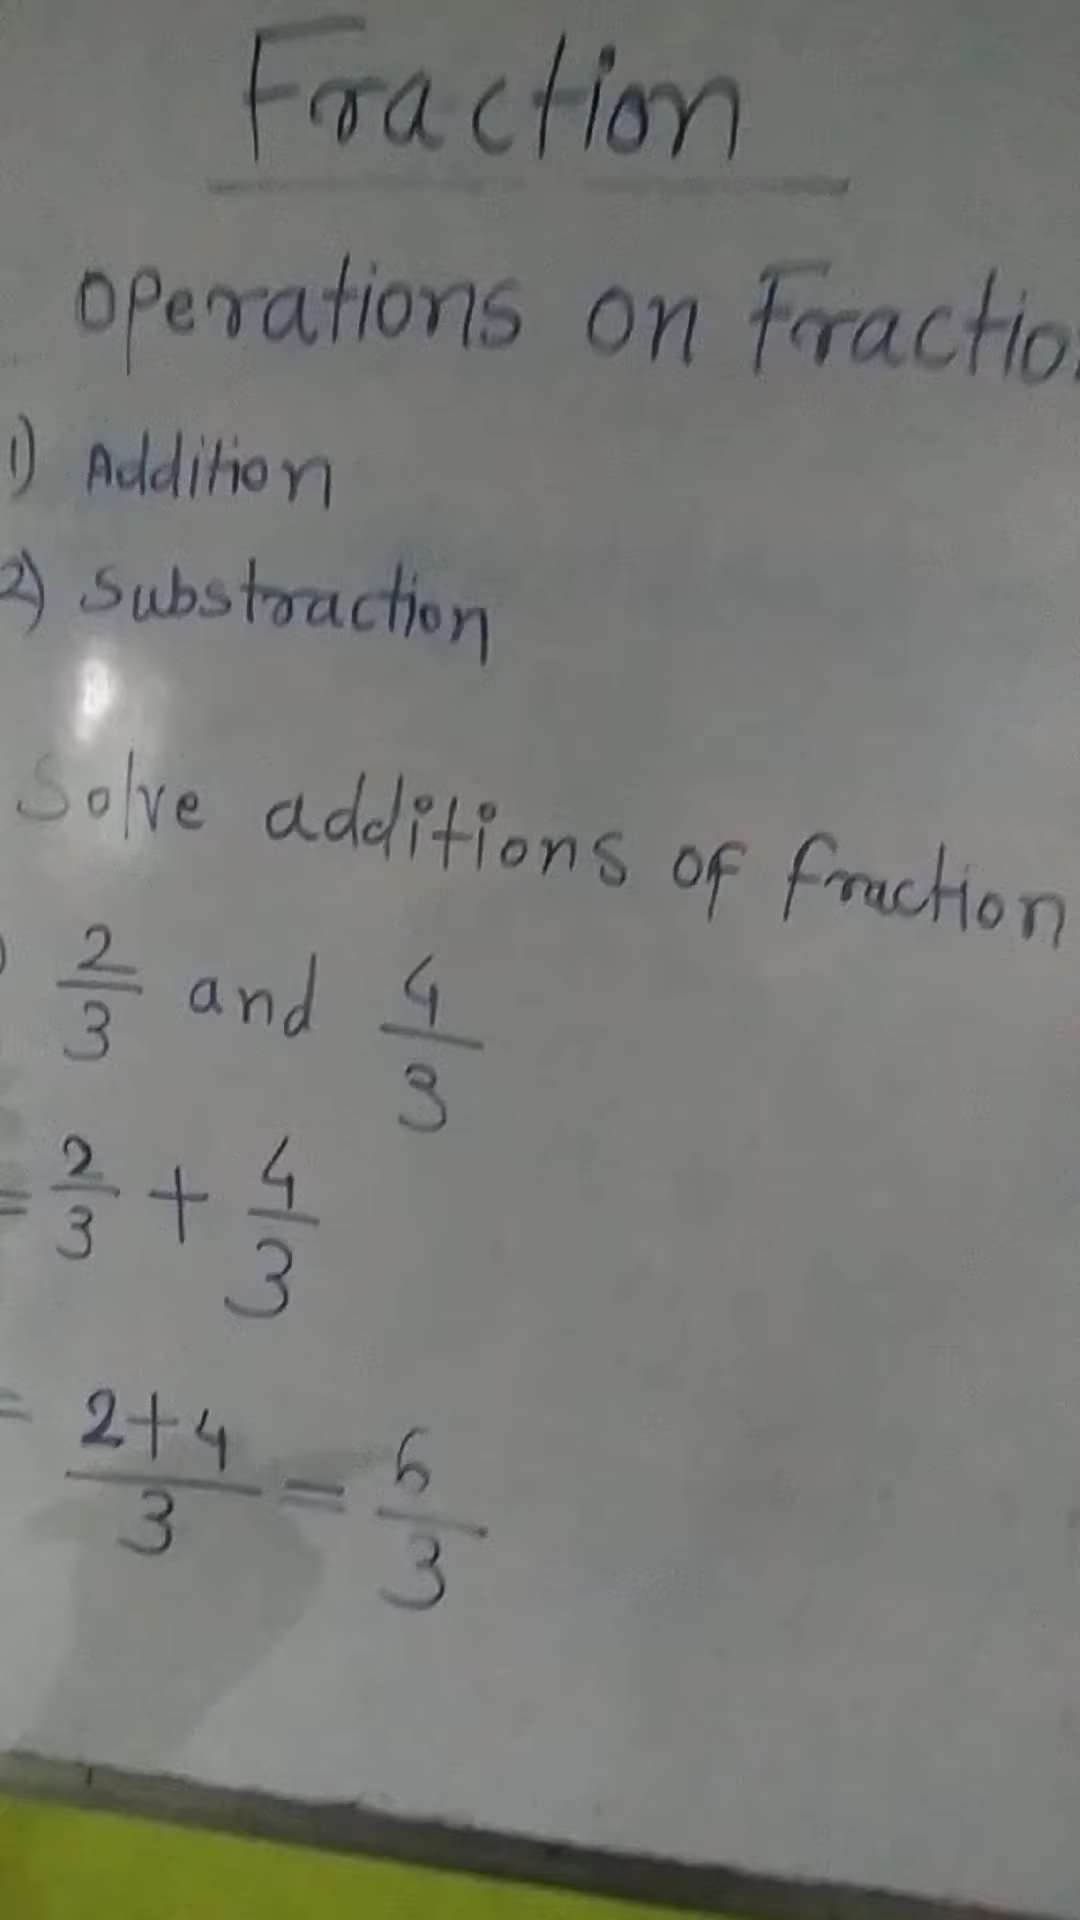 Fraction
operations on Fractio
1) Addition
2) Substraction
Solve additions of fraction
) 2/3 and 4/3
= 2/3 + 4/3
= 2+4/3 = 6/3